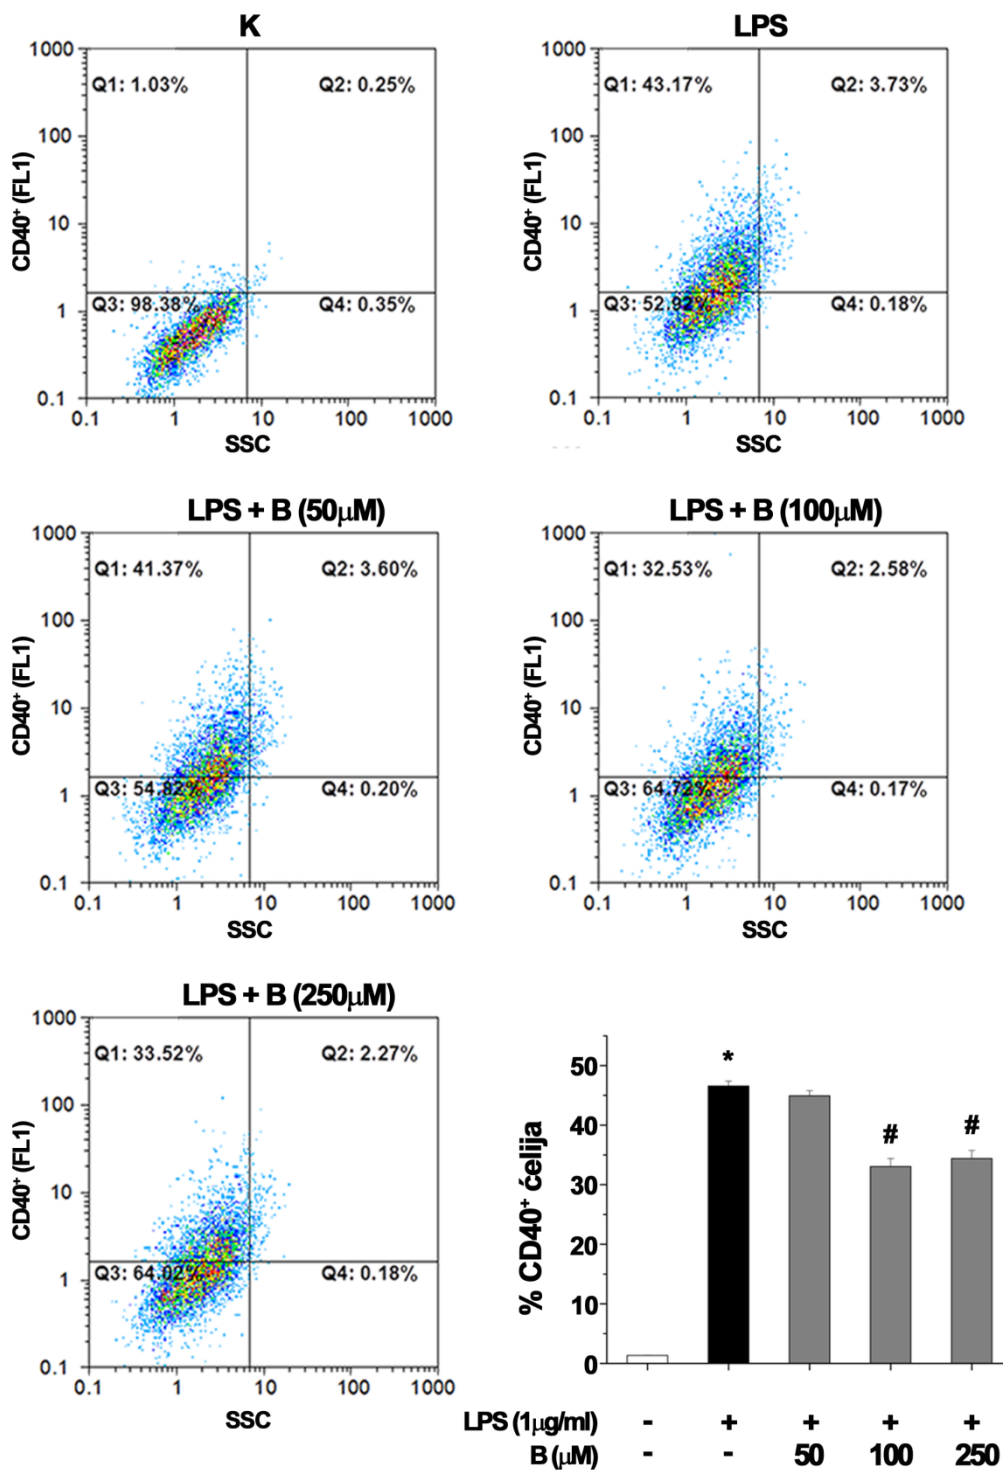 K
1000
100
10
1
0.1
CD40⁺ (FL1)
Q1: 1.03%
Q2: 0.25%
Q3: 98.38%
Q4: 0.35%
0.1 1 10 100 1000
SSC
LPS
1000
100
10
1
0.1
CD40⁺ (FL1)
Q1: 43.17%
Q2: 3.73%
Q3: 52.92%
Q4: 0.18%
0.1 1 10 100 1000
SSC
LPS + B (50μM)
1000
100
10
1
0.1
CD40⁺ (FL1)
Q1: 41.37%
Q2: 3.60%
Q3: 54.82%
Q4: 0.20%
0.1 1 10 100 1000
SSC
LPS + B (100μM)
1000
100
10
1
0.1
CD40⁺ (FL1)
Q1: 32.53%
Q2: 2.58%
Q3: 64.72%
Q4: 0.17%
0.1 1 10 100 1000
SSC
LPS + B (250μM)
1000
100
10
1
0.1
CD40⁺ (FL1)
Q1: 33.52%
Q2: 2.27%
Q3: 64.02%
Q4: 0.18%
0.1 1 10 100 1000
SSC
% CD40⁺ ćelija
50
40
30
20
10
0
*
#
#
LPS (1μg/ml) - + + + +
B (μM) - - 50 100 250